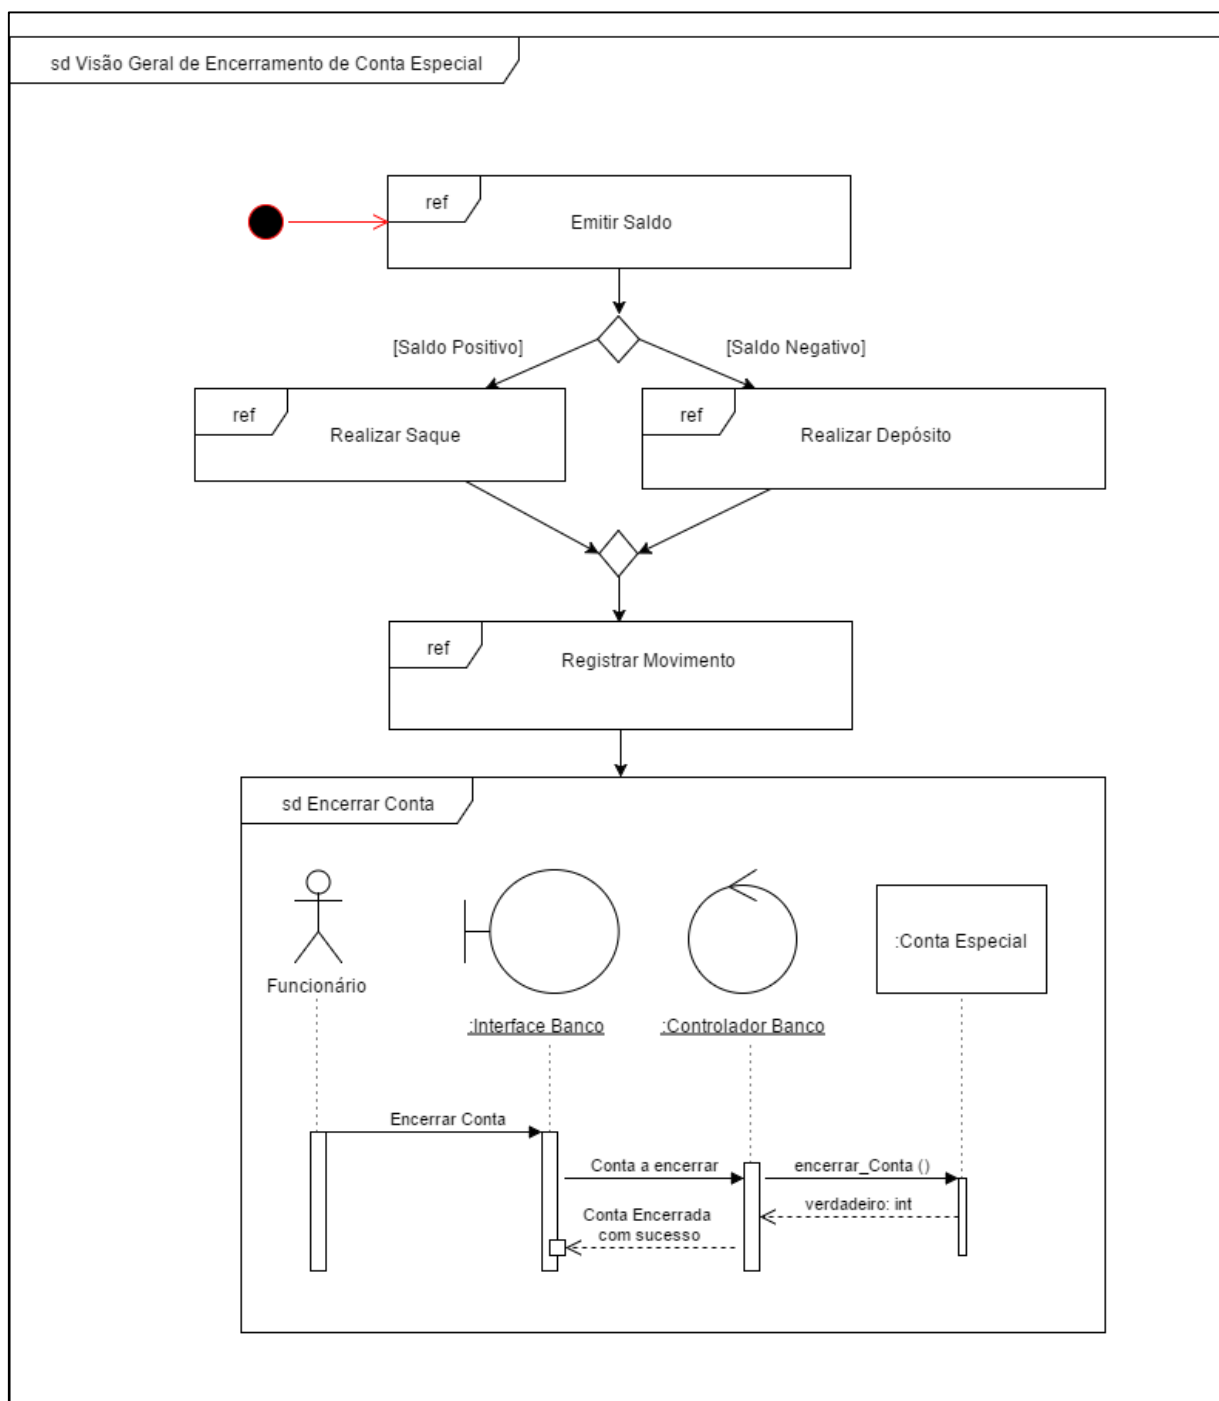 sd Visão Geral de Encerramento de Conta Especial
ref
Emitir Saldo
[Saldo Positivo]
[Saldo Negativo]
ref
Realizar Saque
ref
Realizar Depósito
ref
Registrar Movimento
sd Encerrar Conta
Funcionário
:Interface Banco
:Controlador Banco
:Conta Especial
Encerrar Conta
Conta a encerrar
encerrar_Conta ()
verdadeiro: int
Conta Encerrada
com sucesso